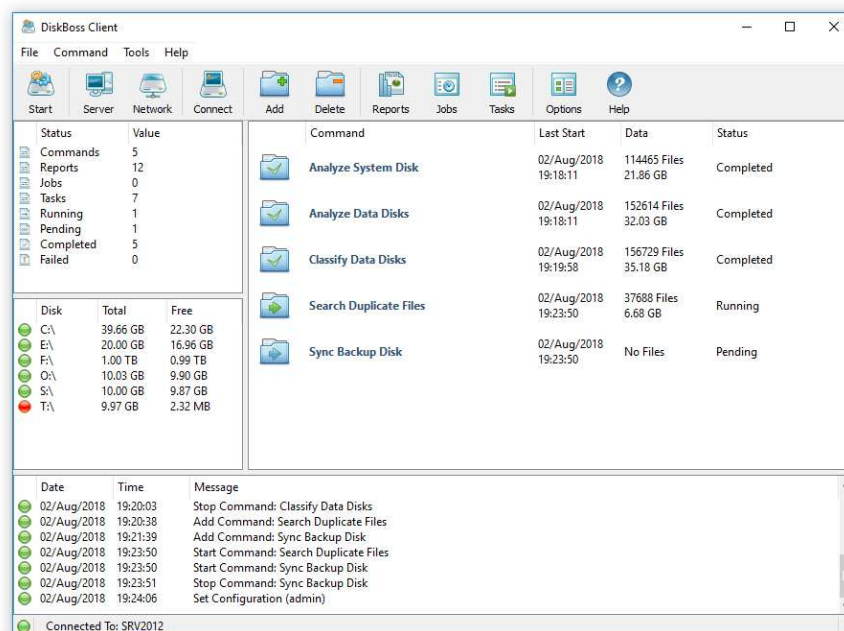 DiskBoss Client
File Command Tools Help
Start Server Network Connect Add Delete Reports Jobs Tasks Options Help
Status Value
Commands 5
Reports 12
Jobs 0
Tasks 7
Running 1
Pending 1
Completed 5
Failed 0
Disk Total Free
C:\ 39.66 GB 22.30 GB
E:\ 20.00 GB 16.96 GB
F:\ 1.00 TB 0.99 TB
O:\ 10.03 GB 9.90 GB
S:\ 10.00 GB 9.87 GB
T:\ 9.97 GB 2.32 MB
Command Last Start Data Status
Analyze System Disk 02/Aug/2018 19:18:11 114465 Files 21.86 GB Completed
Analyze Data Disks 02/Aug/2018 19:18:11 152614 Files 32.03 GB Completed
Classify Data Disks 02/Aug/2018 19:19:58 156729 Files 35.18 GB Completed
Search Duplicate Files 02/Aug/2018 19:23:50 37688 Files 6.68 GB Running
Sync Backup Disk 02/Aug/2018 19:23:50 No Files Pending
Date Time Message
02/Aug/2018 19:20:03 Stop Command: Classify Data Disks
02/Aug/2018 19:20:38 Add Command: Search Duplicate Files
02/Aug/2018 19:21:39 Add Command: Sync Backup Disk
02/Aug/2018 19:23:50 Start Command: Search Duplicate Files
02/Aug/2018 19:23:50 Start Command: Sync Backup Disk
02/Aug/2018 19:23:51 Stop Command: Sync Backup Disk
02/Aug/2018 19:24:06 Set Configuration (admin)
Connected To: SRV2012